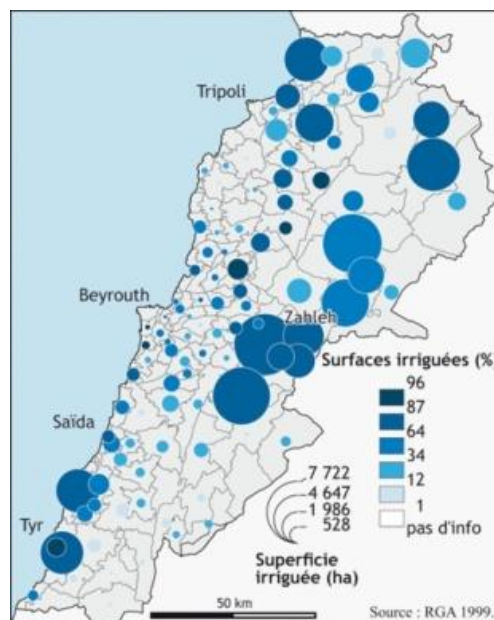 Tripoli
Beyrouth
Zahleh
Surfaces irriguées (%)
96
87
64
34
12
1
pas d'info
Saïda
7 722
4 647
1 986
528
Tyr
Superficie
irriguée (ha)
50 km
Source : RGA 1999.